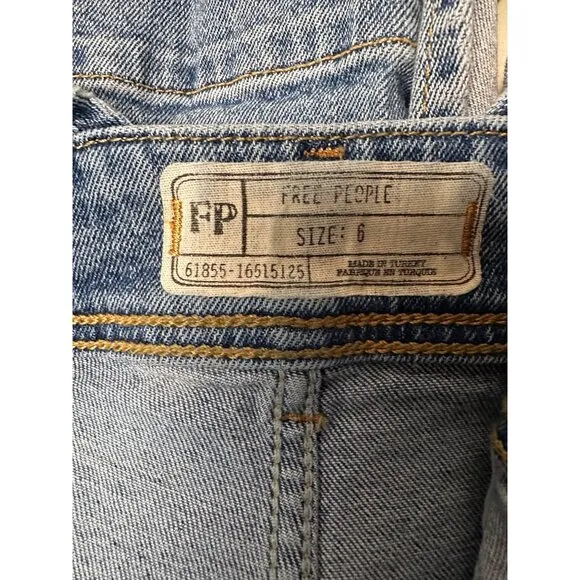 FP
FREE PEOPLE
SIZE: 6
61855-16515125
MADE IN TURKEY
FABRIQUE EN TURQUIE